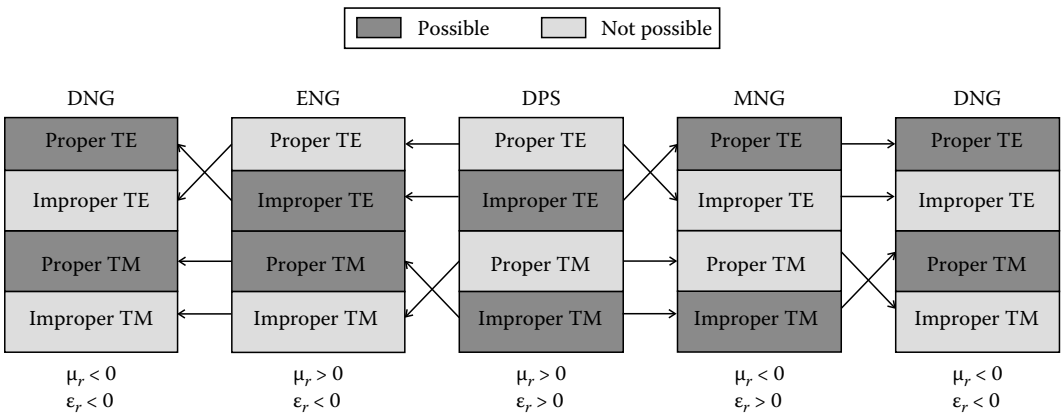 Possible Not possible
DNG ENG DPS MNG DNG
Proper TE Proper TE Proper TE Proper TE Proper TE
Improper TE Improper TE Improper TE Improper TE Improper TE
Proper TM Proper TM Proper TM Proper TM Proper TM
Improper TM Improper TM Improper TM Improper TM Improper TM
μr < 0 μr > 0 μr > 0 μr < 0 μr < 0
εr < 0 εr < 0 εr > 0 εr > 0 εr < 0